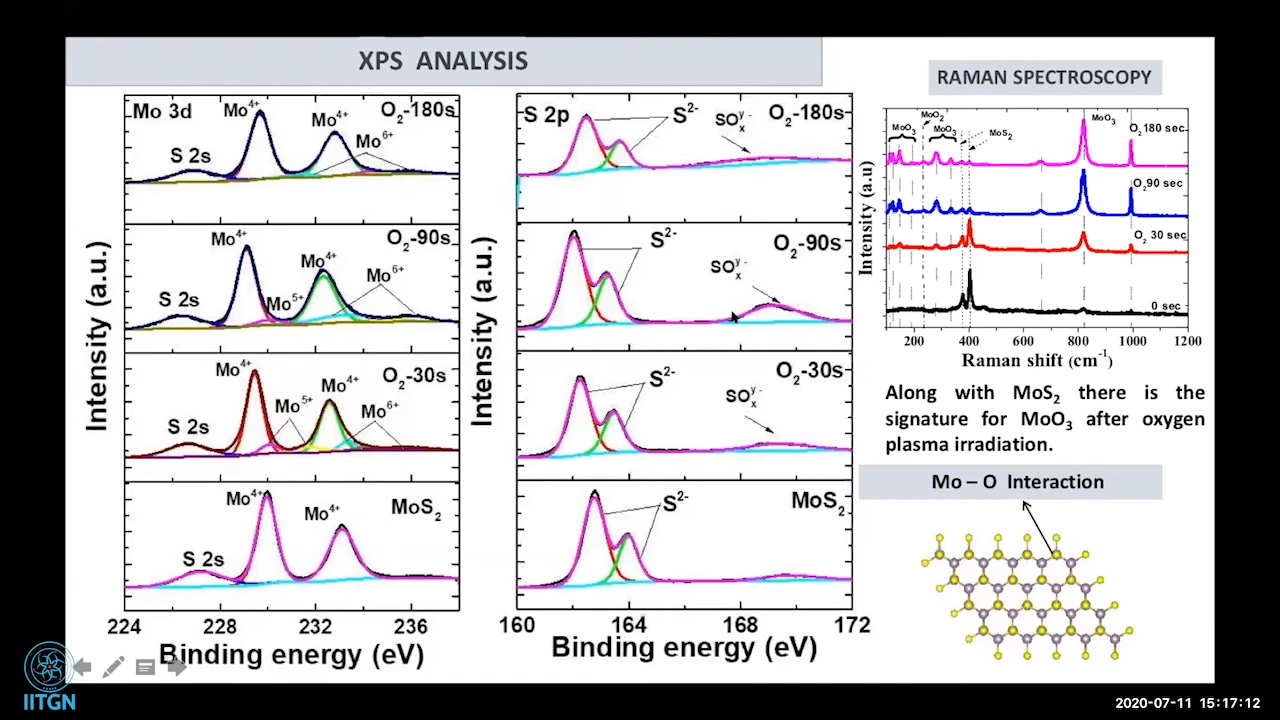 XPS ANALYSIS
RAMAN SPECTROSCOPY
Intensity (a.u.)
Mo 3d
Mo⁴⁺
Mo⁴⁺
O₂-180s
S 2s
Mo⁶⁺
Mo⁴⁺
O₂-90s
Mo⁴⁺
S 2s
Mo⁵⁺
Mo⁶⁺
Mo⁴⁺
O₂-30s
Mo⁴⁺
S 2s
Mo⁵⁺
Mo⁶⁺
Mo⁴⁺
Mo⁴⁺
MoS₂
S 2s
224 228 232 236
Binding energy (eV)
Intensity (a.u.)
S 2p
S²⁻
SOₓʸ⁻
O₂-180s
S²⁻
O₂-90s
SOₓʸ⁻
S²⁻
O₂-30s
SOₓʸ⁻
S²⁻
MoS₂
160 164 168 172
Binding energy (eV)
Intensity (a.u)
MoO₃
MoO₂
MoO₃
MoS₂
MoO₃
O₂180 sec
O₂90 sec
O₂ 30 sec
0 sec
200 400 600 800 1000 1200
Raman shift (cm⁻¹)
Along with MoS₂ there is the
signature for MoO₃ after oxygen
plasma irradiation.
Mo – O Interaction
IITGN
2020-07-11 15:17:12